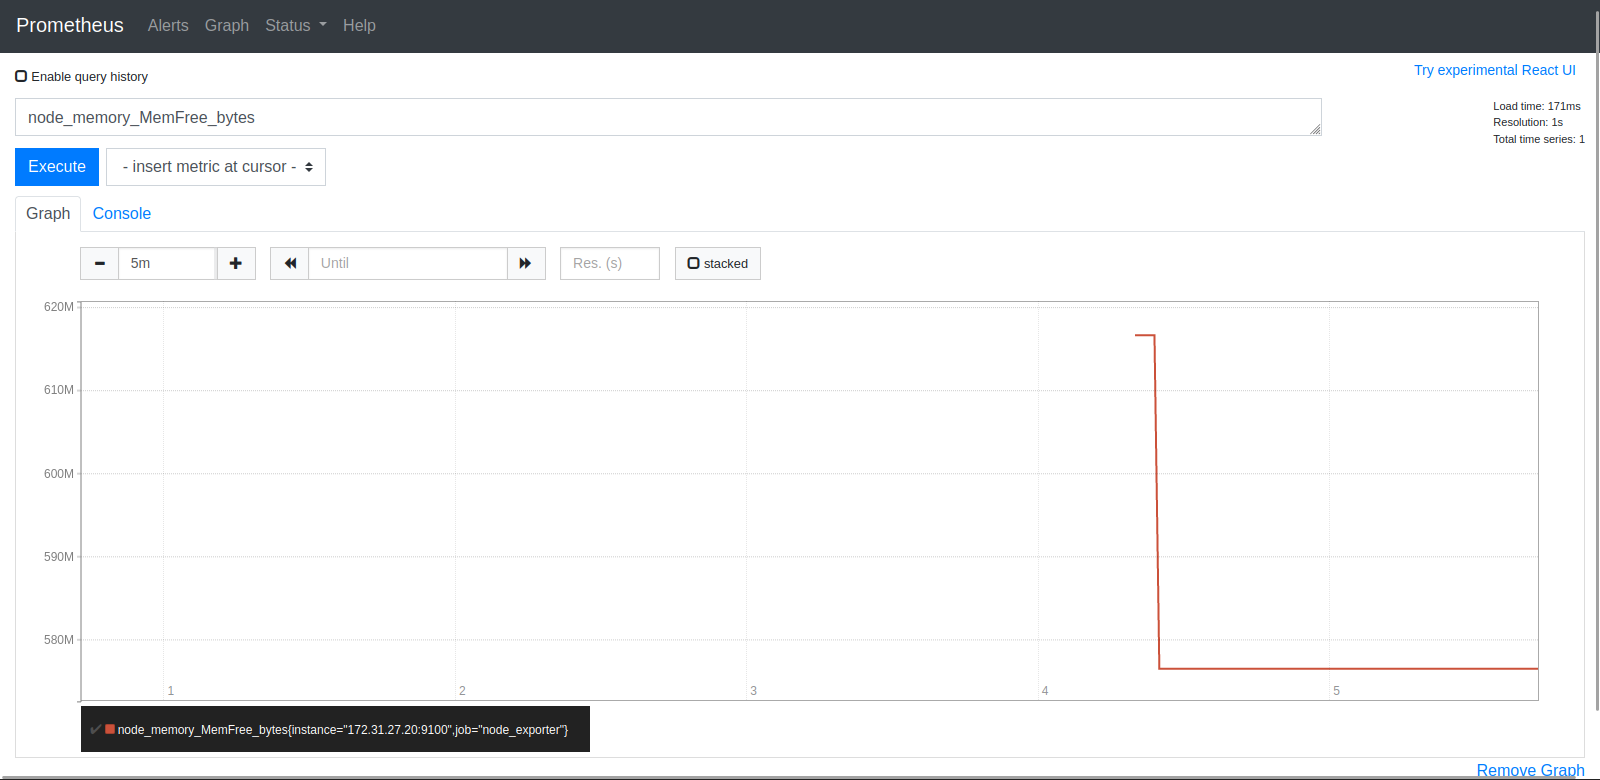 Prometheus Alerts Graph Status Help
Enable query history
Try experimental React UI
node_memory_MemFree_bytes
Load time: 171ms
Resolution: 1s
Total time series: 1
Execute - insert metric at cursor -
Graph Console
5m Until Res. (s) stacked
620M
610M
600M
590M
580M
1 2 3 4 5
node_memory_MemFree_bytes{instance="172.31.27.20:9100",job="node_exporter"}
Remove Graph